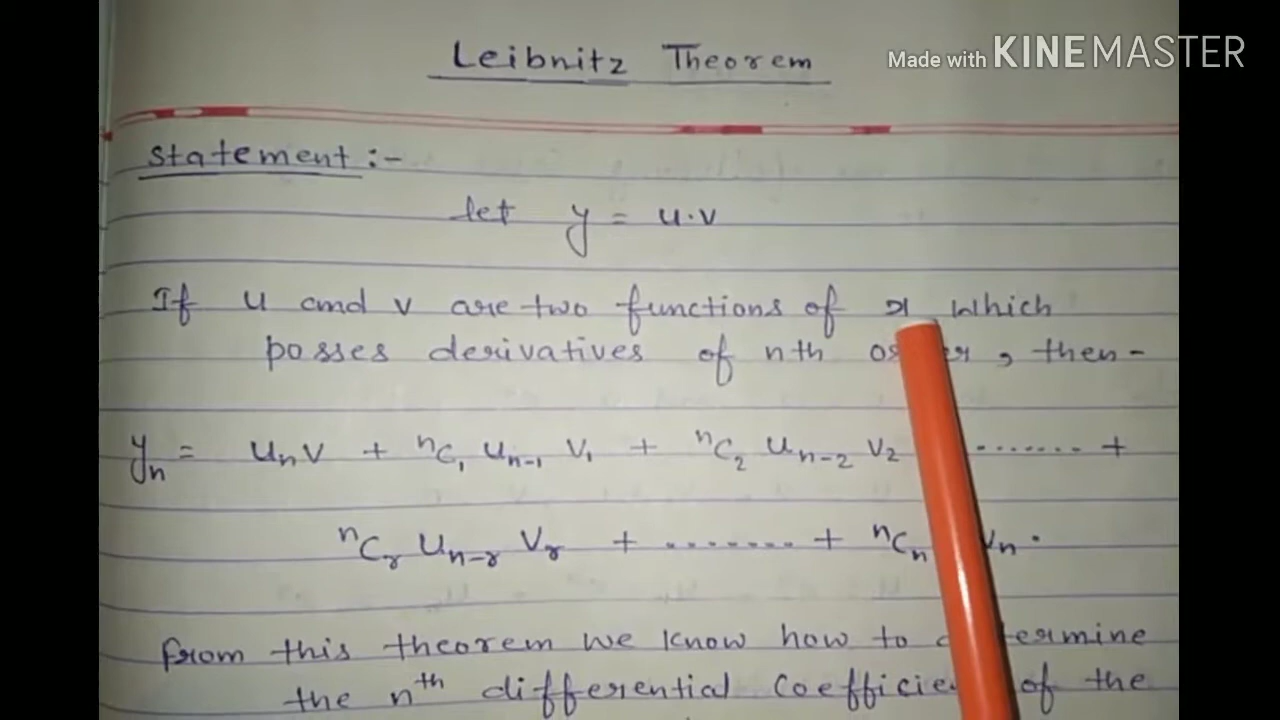 Leibnitz Theorem
Made with KINEMASTER
Statement :-
let y = u.v
If u and v are two functions of x which
posses derivatives of nth , then -
yₙ = uₙv + ⁿC₁ uₙ₋₁ v₁ + ⁿC₂ uₙ₋₂ v₂ ....... +
ⁿCᵣ uₙ₋ᵣ vᵣ + ........ + ⁿCₙ vₙ.
From this theorem we know how to
the nᵗʰ differential of the